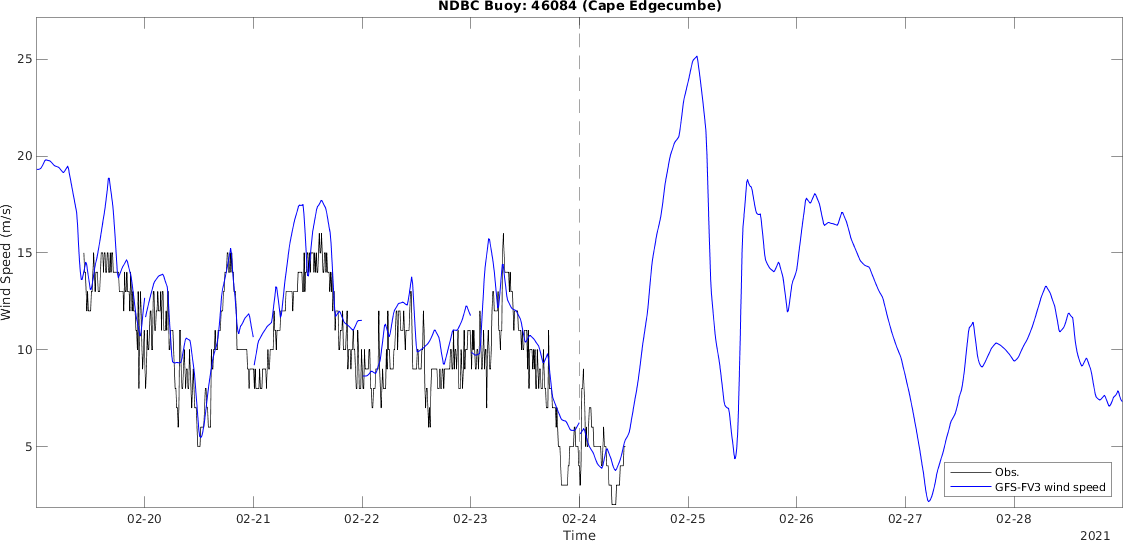 NDBC Buoy: 46084 (Cape Edgecumbe)
25
20
15
10
5
Wind Speed (m/s)
02-20 02-21 02-22 02-23 02-24 02-25 02-26 02-27 02-28
Time
2021
Obs.
GFS-FV3 wind speed